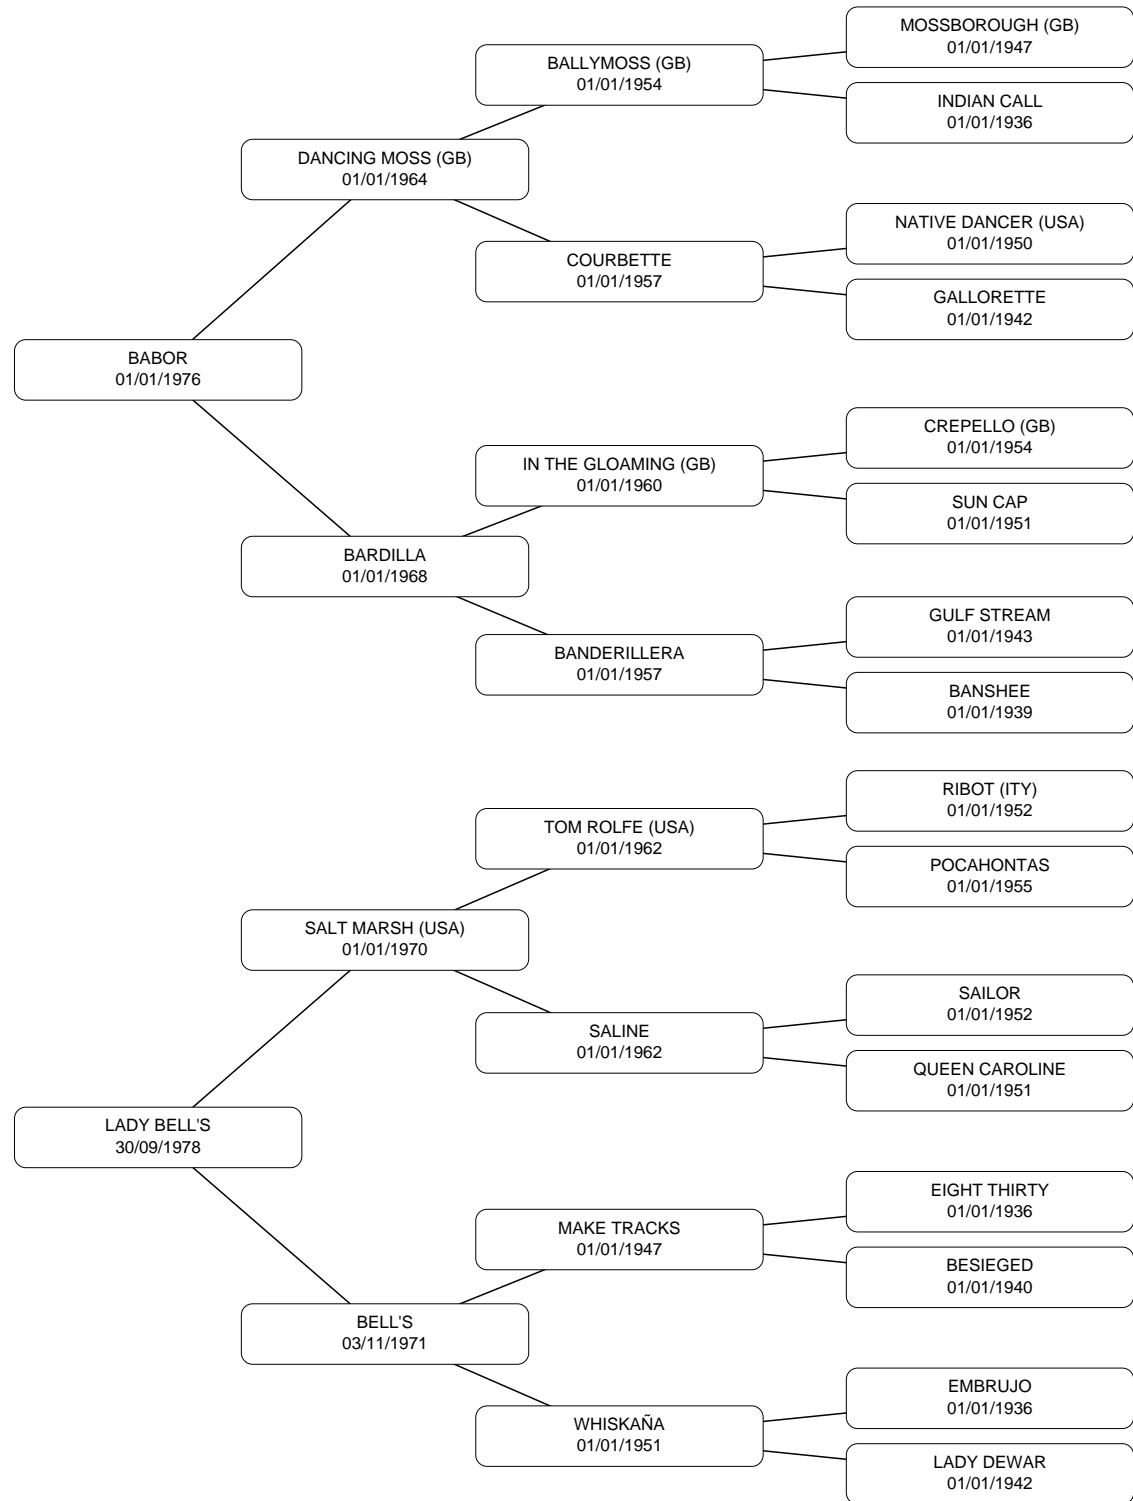 MOSSBOROUGH (GB)
01/01/1947
BALLYMOSS (GB)
01/01/1954
INDIAN CALL
01/01/1936
DANCING MOSS (GB)
01/01/1964
NATIVE DANCER (USA)
01/01/1950
COURBETTE
01/01/1957
GALLORETTE
01/01/1942
BABOR
01/01/1976
CREPELLO (GB)
01/01/1954
IN THE GLOAMING (GB)
01/01/1960
SUN CAP
01/01/1951
BARDILLA
01/01/1968
GULF STREAM
01/01/1943
BANDERILLERA
01/01/1957
BANSHEE
01/01/1939
RIBOT (ITY)
01/01/1952
TOM ROLFE (USA)
01/01/1962
POCAHONTAS
01/01/1955
SALT MARSH (USA)
01/01/1970
SAILOR
01/01/1952
SALINE
01/01/1962
QUEEN CAROLINE
01/01/1951
LADY BELL'S
30/09/1978
EIGHT THIRTY
01/01/1936
MAKE TRACKS
01/01/1947
BESIEGED
01/01/1940
BELL'S
03/11/1971
EMBRUJO
01/01/1936
WHISKAÑA
01/01/1951
LADY DEWAR
01/01/1942